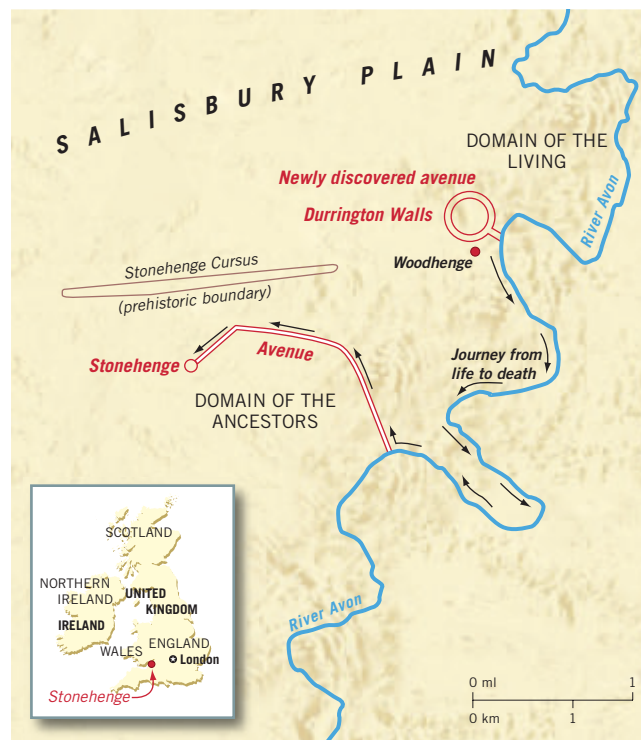 SALISBURY PLAIN
DOMAIN OF THE
LIVING
Newly discovered avenue
Durrington Walls
River Avon
Woodhenge
Stonehenge Cursus
(prehistoric boundary)
Avenue
Stonehenge
Journey from
life to death
DOMAIN OF THE
ANCESTORS
SCOTLAND
NORTHERN
IRELAND
UNITED
KINGDOM
IRELAND
WALES
ENGLAND
London
Stonehenge
River Avon
0 ml 1
0 km 1